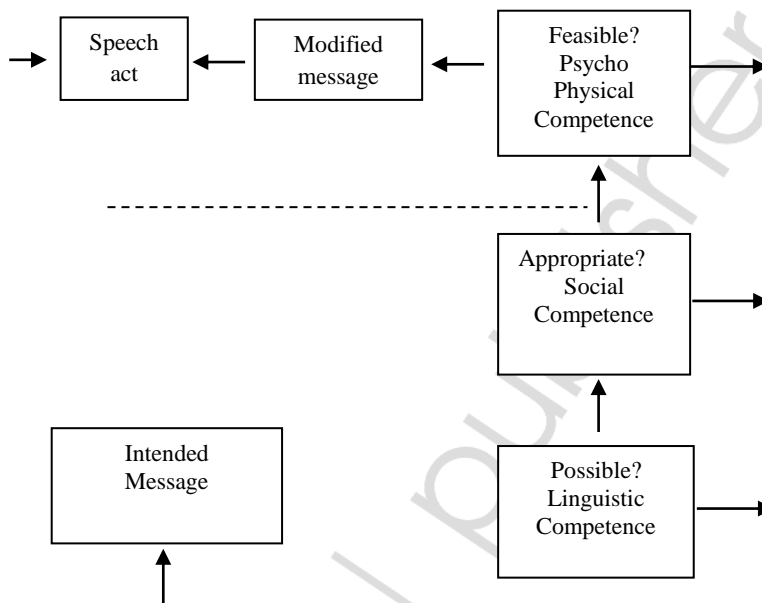 Speech
act
Modified
message
Feasible?
Psycho
Physical
Competence
Appropriate?
Social
Competence
Intended
Message
Possible?
Linguistic
Competence